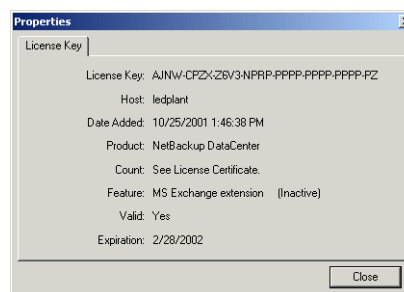 Properties
License Key
License Key: AJNW-CPZX-Z6V3-NPRP-PPPP-PPPP-PPPP-PZ
Host: ledplant
Date Added: 10/25/2001 1:46:38 PM
Product: NetBackup DataCenter
Count: See License Certificate.
Feature: MS Exchange extension (Inactive)
Valid: Yes
Expiration: 2/28/2002
Close